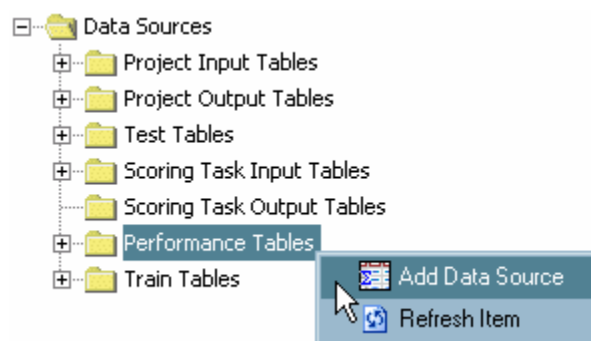 Data Sources
Project Input Tables
Project Output Tables
Test Tables
Scoring Task Input Tables
Scoring Task Output Tables
Performance Tables
Train Tables
Add Data Source
Refresh Item